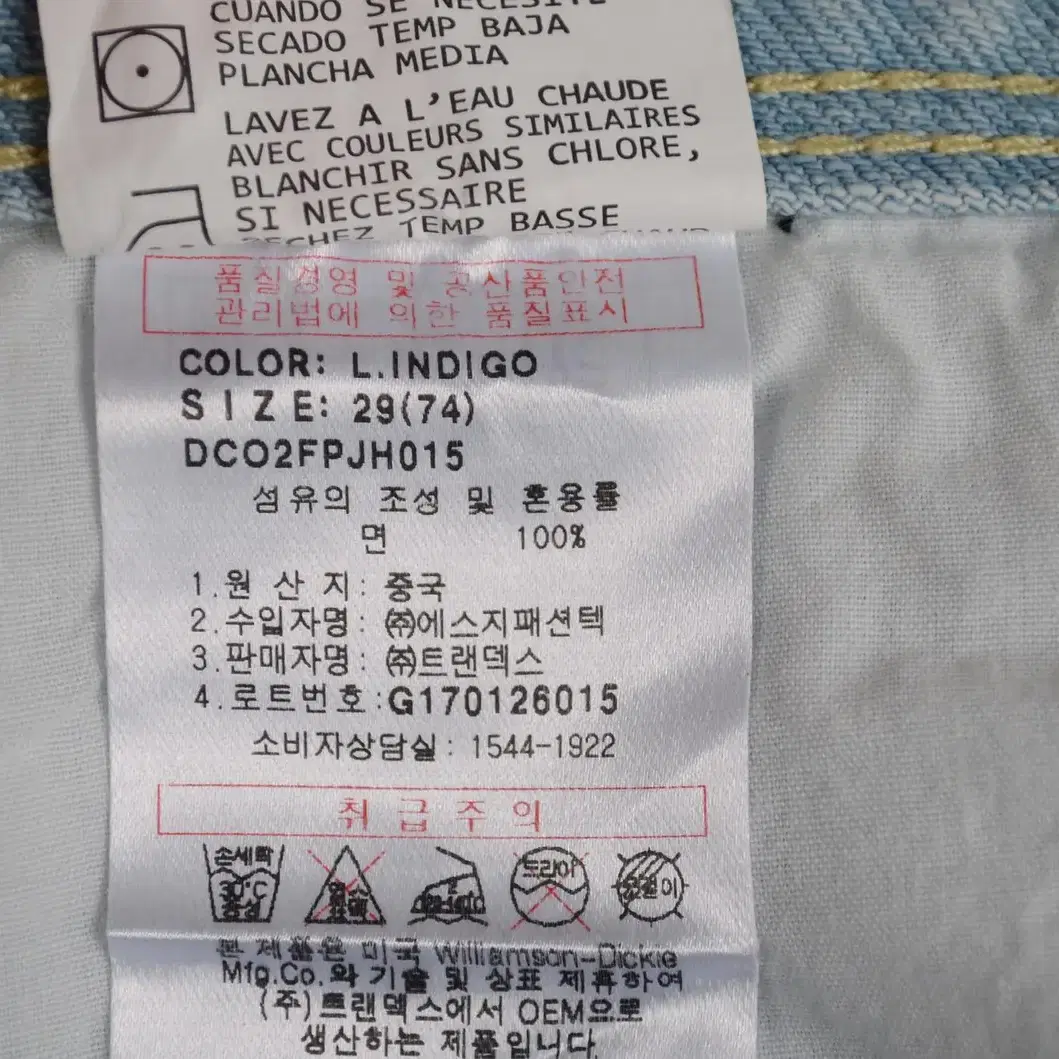 CUANDO SE NECESITE
SECADO TEMP BAJA
PLANCHA MEDIA
LAVEZ A L'EAU CHAUDE
AVEC COULEURS SIMILAIRES
BLANCHIR SANS CHLORE,
SI NECESSAIRE
SECHEZ TEMP BASSE
품질경영 및 공산품안전
관리법에 의한 품질표시
COLOR: L.INDIGO
SIZE: 29(74)
DCO2FPJH015
섬유의 조성 및 혼용률
면 100%
1.원 산 지: 중국
2.수입자명: ㈜에스지패션텍
3.판매자명: ㈜트랜덱스
4.로트번호:G170126015
소비자상담실: 1544-1922
취급주의
손세탁 드라이
30°C 중성
본 제품은 미국 Williamson-Dickie
Mfg.Co.와 기술 및 상표 제휴하여
(주)트랜덱스에서 OEM으로
생산하는 제품입니다.